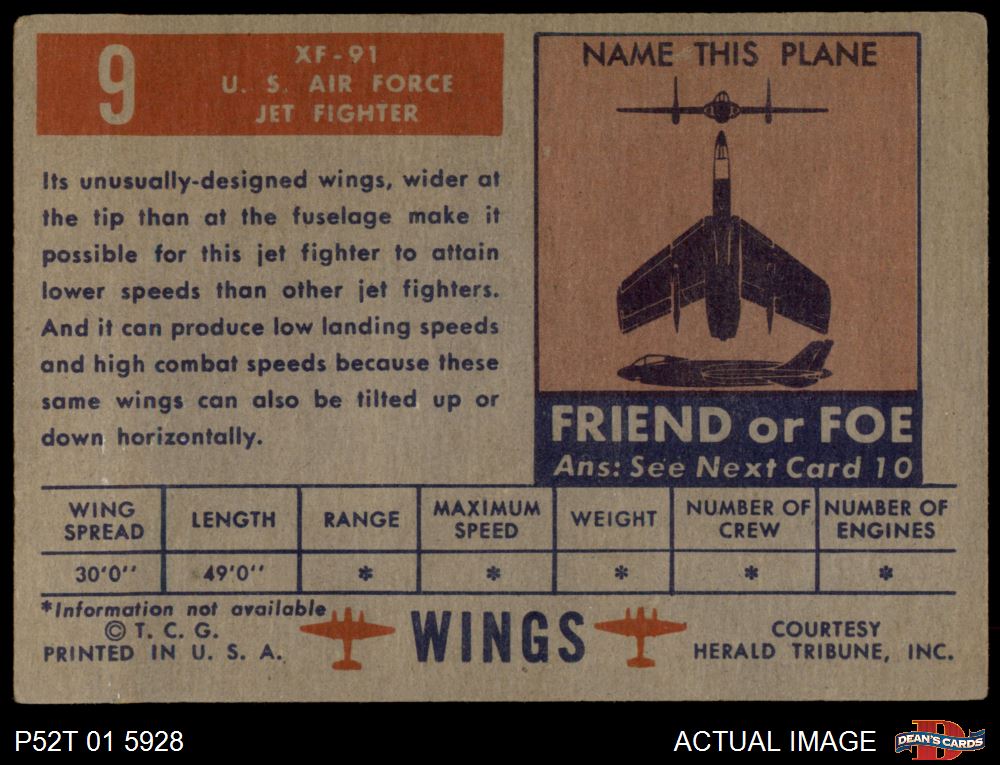 9
XF-91
U. S. AIR FORCE
JET FIGHTER
Its unusually-designed wings, wider at
the tip than at the fuselage make it
possible for this jet fighter to attain
lower speeds than other jet fighters.
And it can produce low landing speeds
and high combat speeds because these
same wings can also be tilted up or
down horizontally.
NAME THIS PLANE
FRIEND or FOE
Ans: See Next Card 10
WING SPREAD LENGTH RANGE MAXIMUM SPEED WEIGHT NUMBER OF CREW NUMBER OF ENGINES
30'0'' 49'0'' * * * * *
*Information not available
© T. C. G.
PRINTED IN U. S. A.
WINGS
COURTESY
HERALD TRIBUNE, INC.
P52T 01 5928
ACTUAL IMAGE
D
DEAN'S CARDS